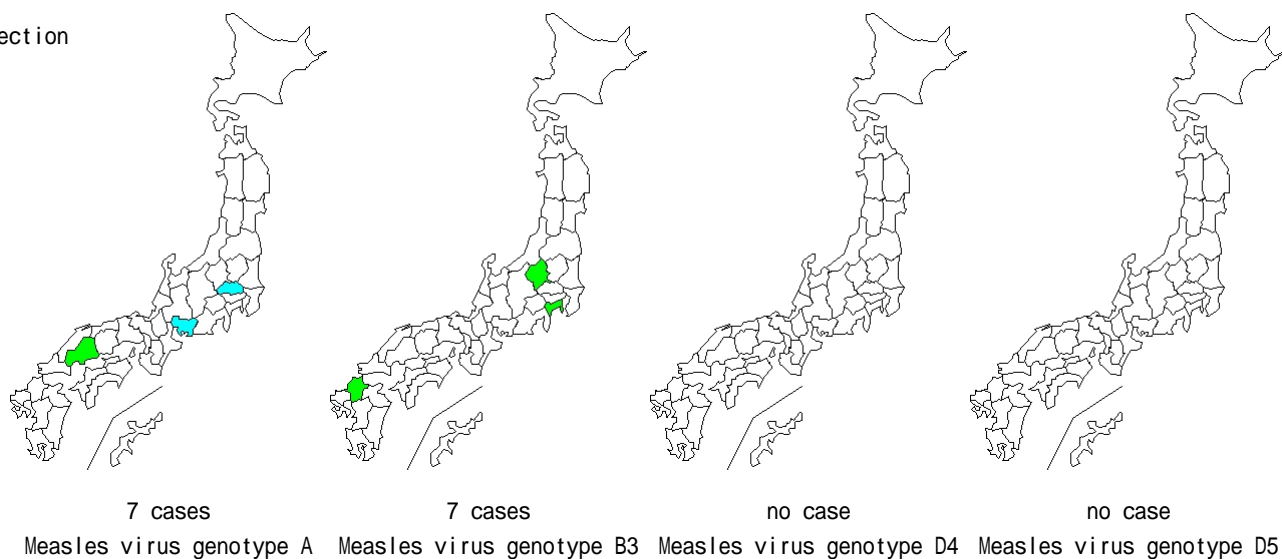 ection
7 cases
7 cases
no case
no case
Measles virus genotype A
Measles virus genotype B3
Measles virus genotype D4
Measles virus genotype D5